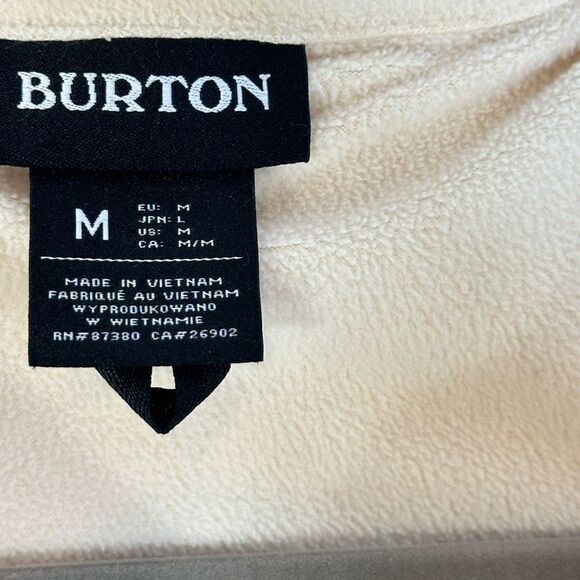 BURTON
M
EU: M
JPN: L
US: M
CA: M/M
MADE IN VIETNAM
FABRIQUÉ AU VIETNAM
WYPRODUKOWANO
W WIETNAMIE
RN#87380 CA#26902